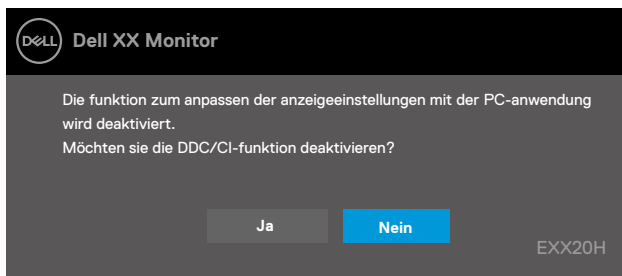 DELL Dell XX Monitor
Die funktion zum anpassen der anzeigeeinstellungen mit der PC-anwendung
wird deaktiviert.
Möchten sie die DDC/CI-funktion deaktivieren?
Ja Nein
EXX20H